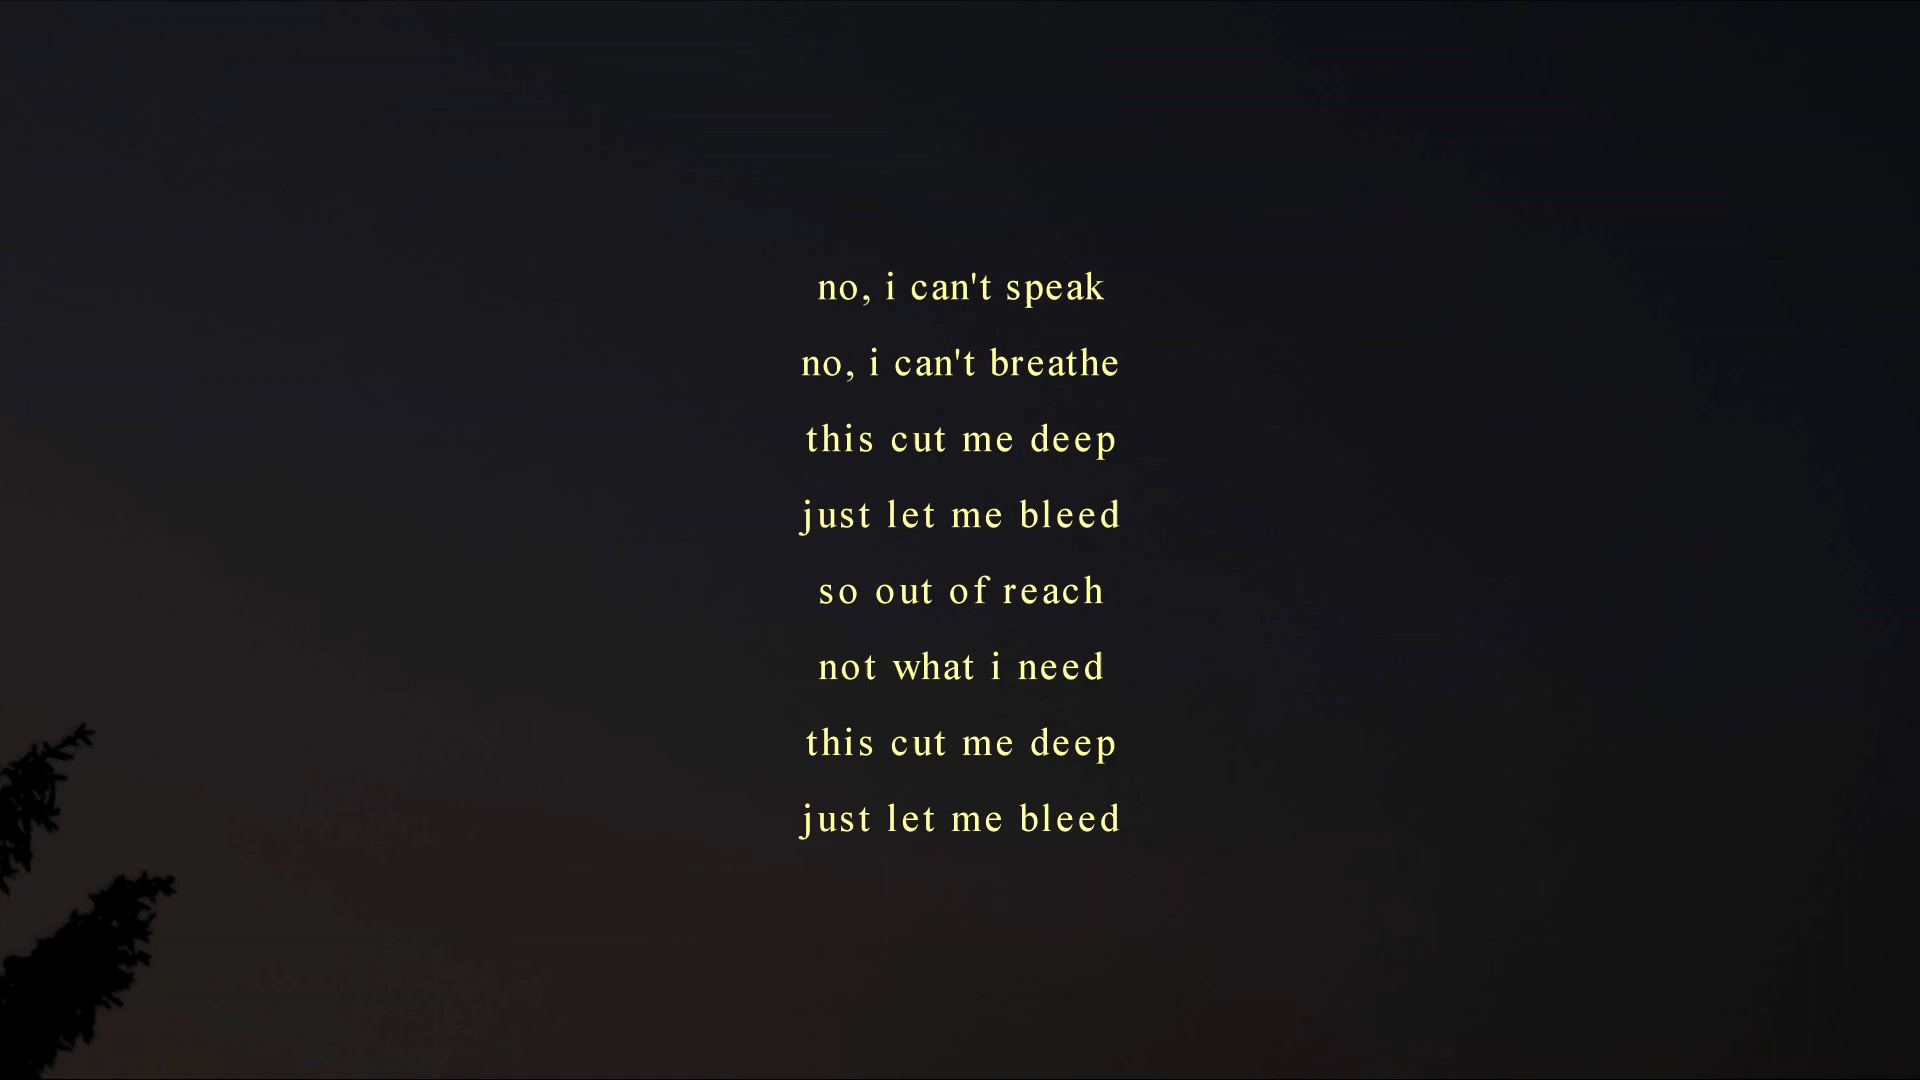 no, i can't speak
no, i can't breathe
this cut me deep
just let me bleed
so out of reach
not what i need
this cut me deep
just let me bleed